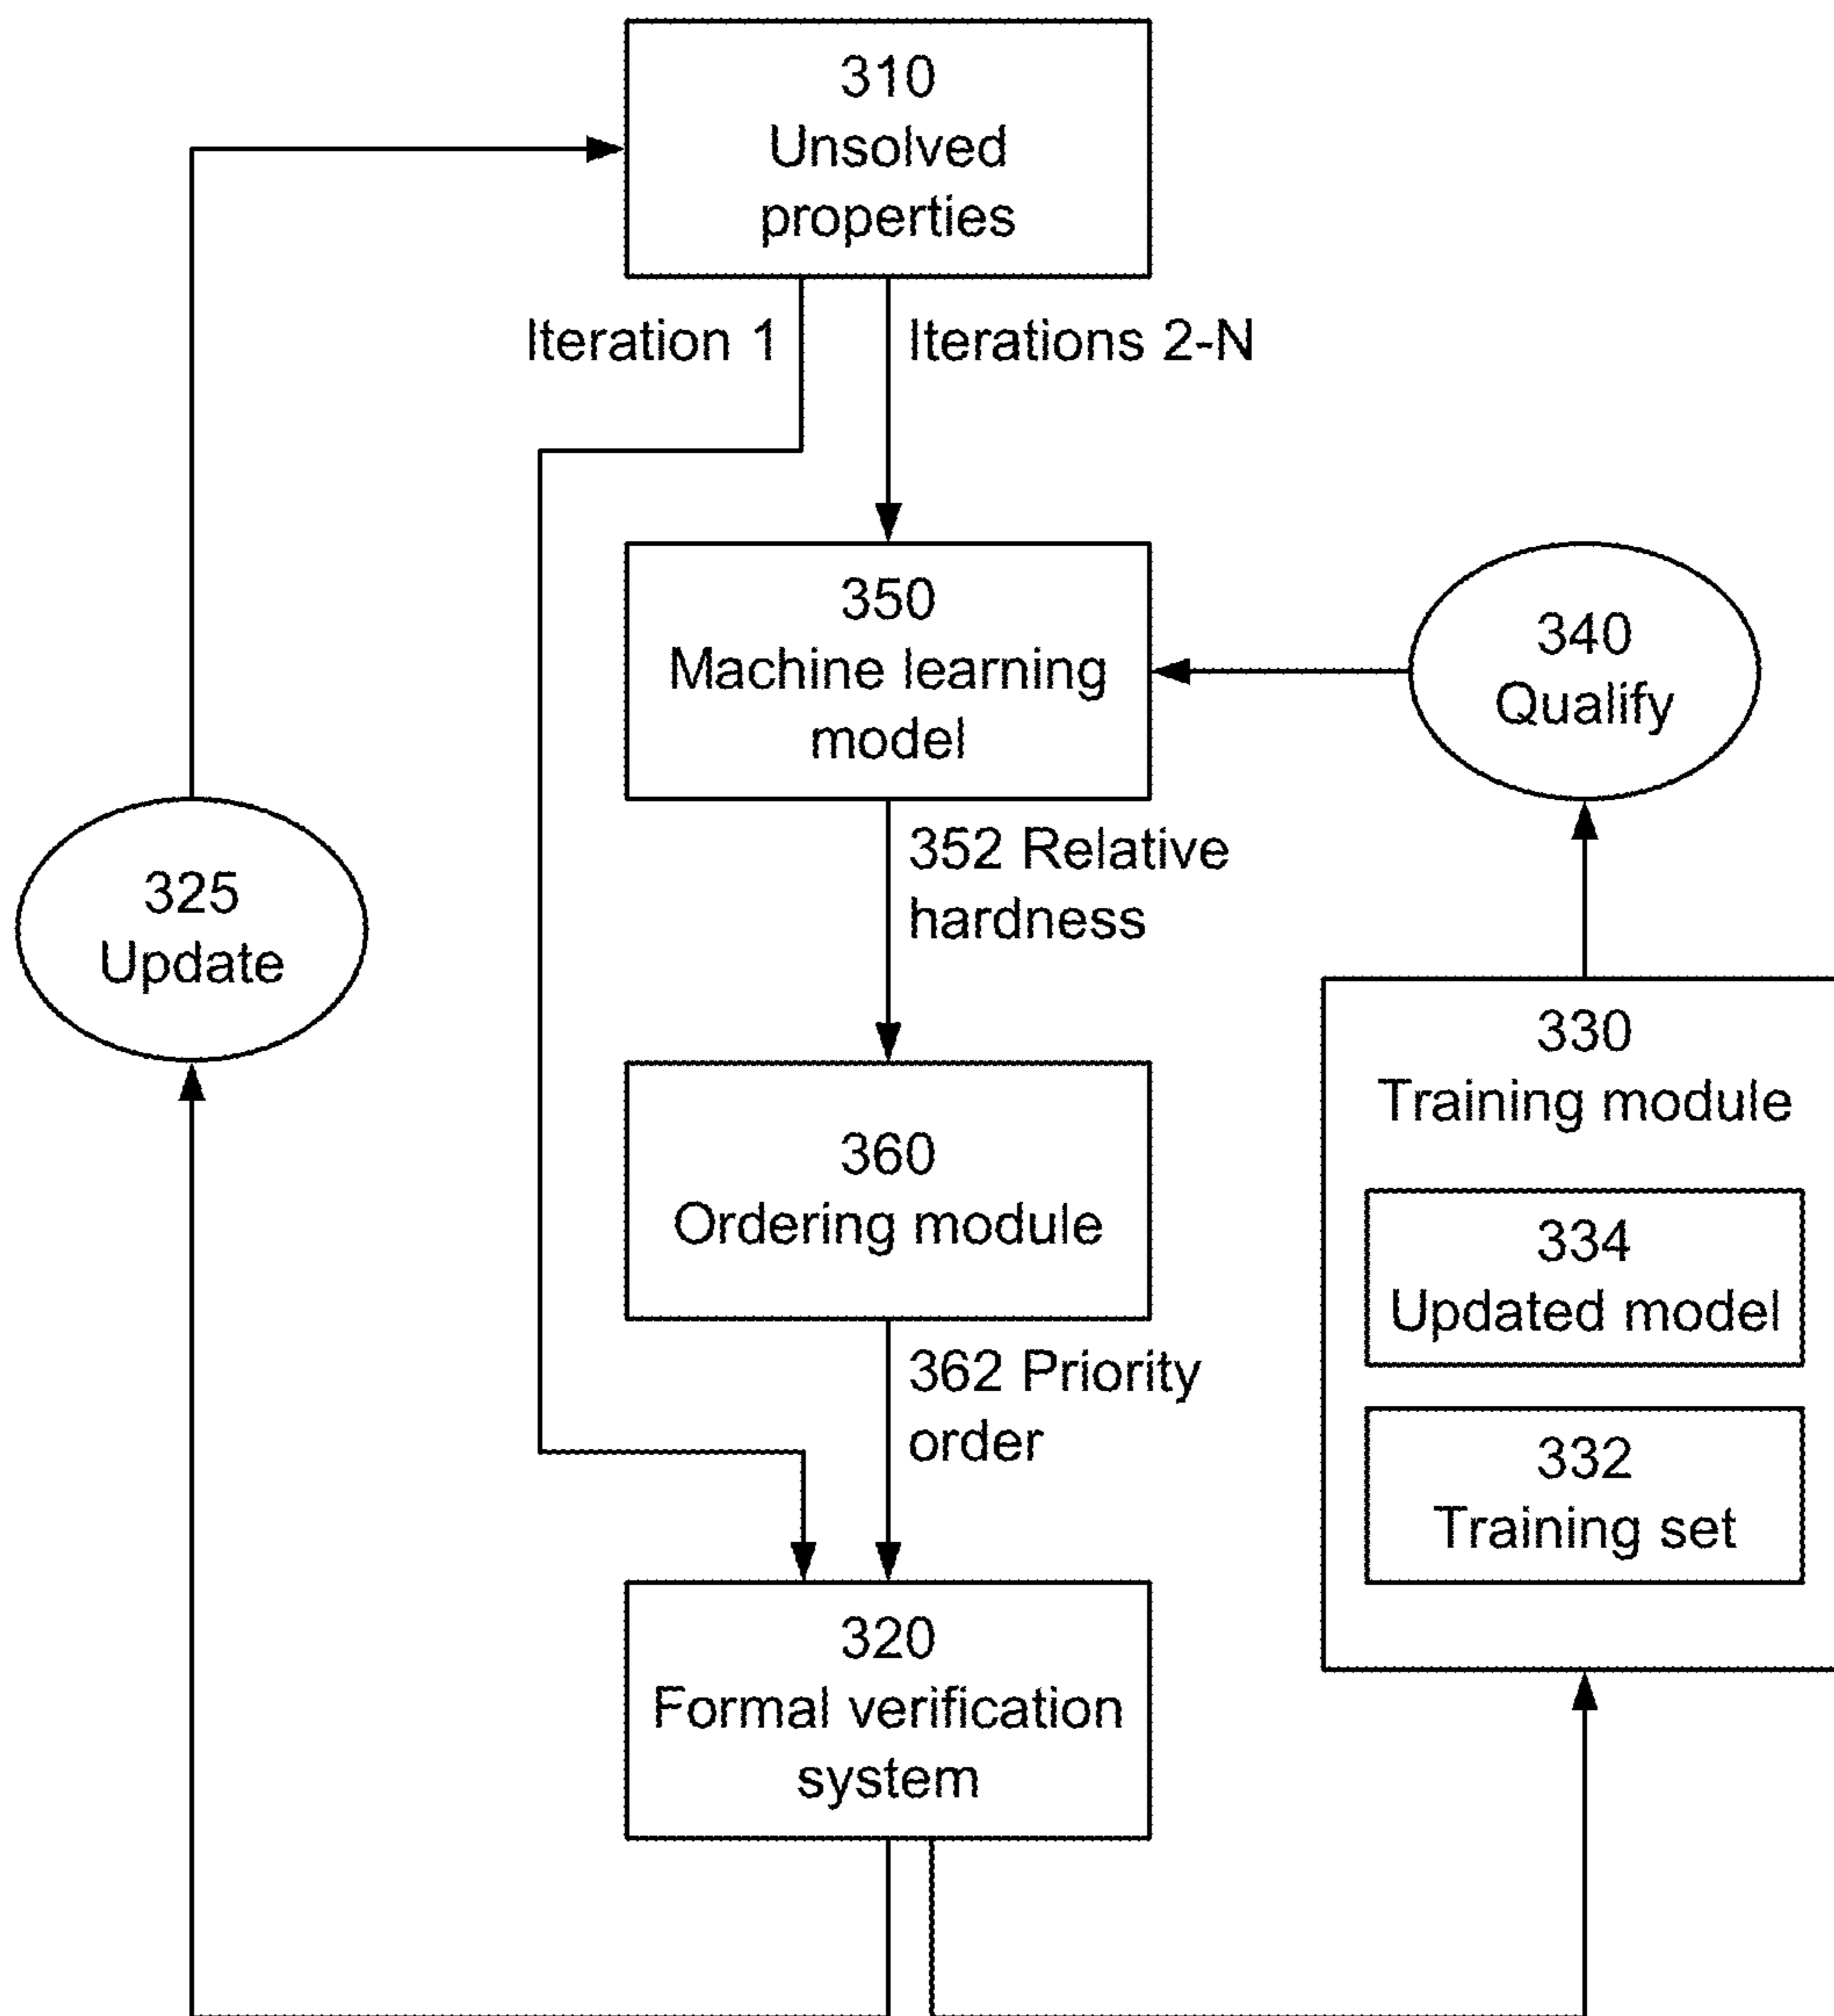 310
Unsolved
properties
Iteration 1
Iterations 2-N
350
Machine learning
model
340
Qualify
352 Relative
hardness
325
Update
330
Training module
360
Ordering module
334
Updated model
362 Priority
order
332
Training set
320
Formal verification
system